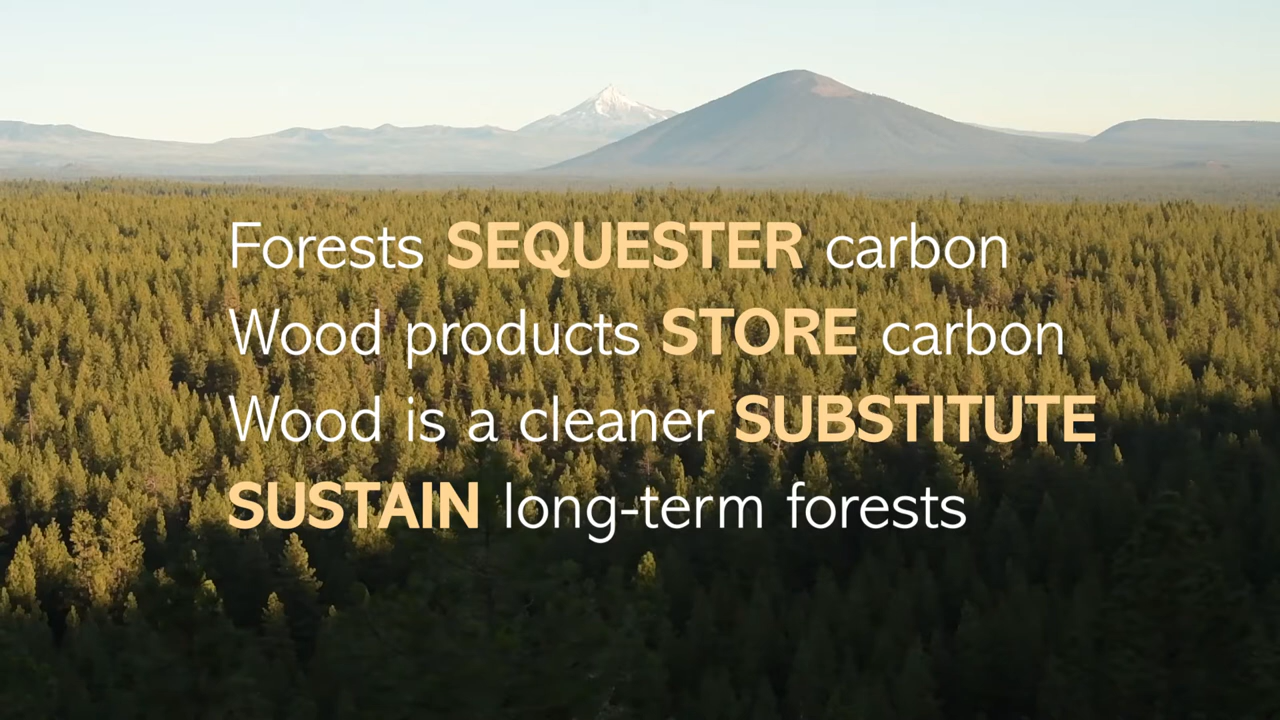 Forests SEQUESTER carbon
Wood products STORE carbon
Wood is a cleaner SUBSTITUTE
SUSTAIN long-term forests